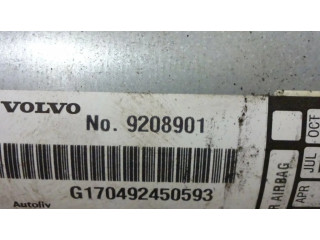 VOLVO
No. 9208901
G170492450593
Autoliv
AIRBAG
APR JUL OCT